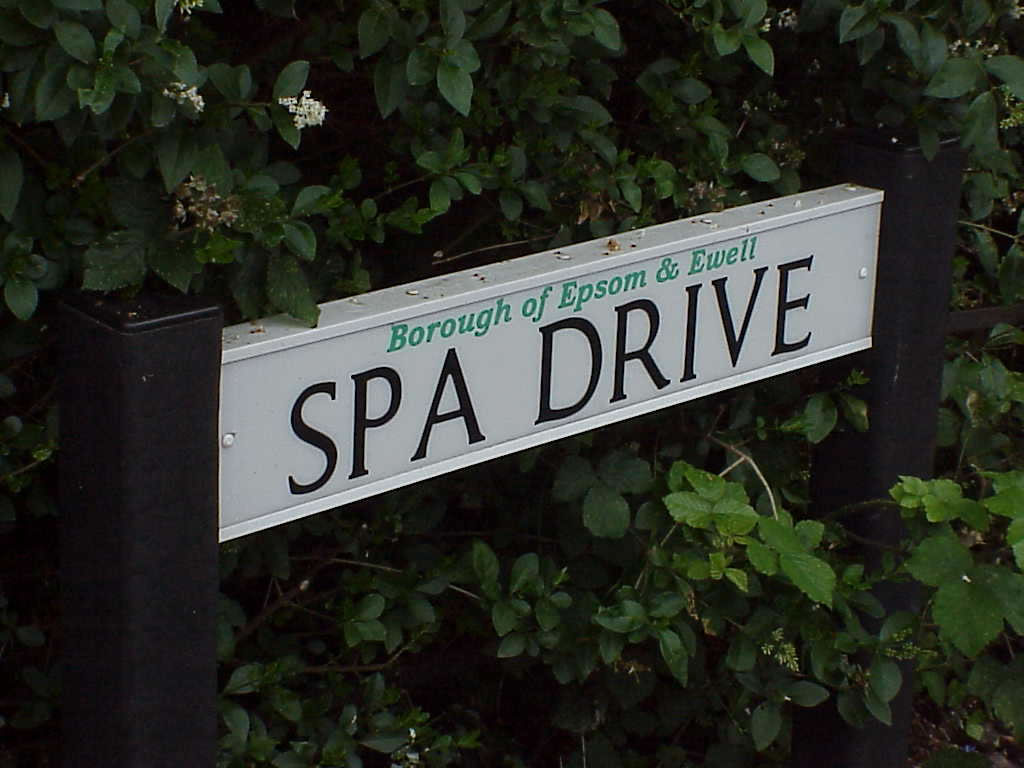 Borough of Epsom & Ewell
SPA DRIVE